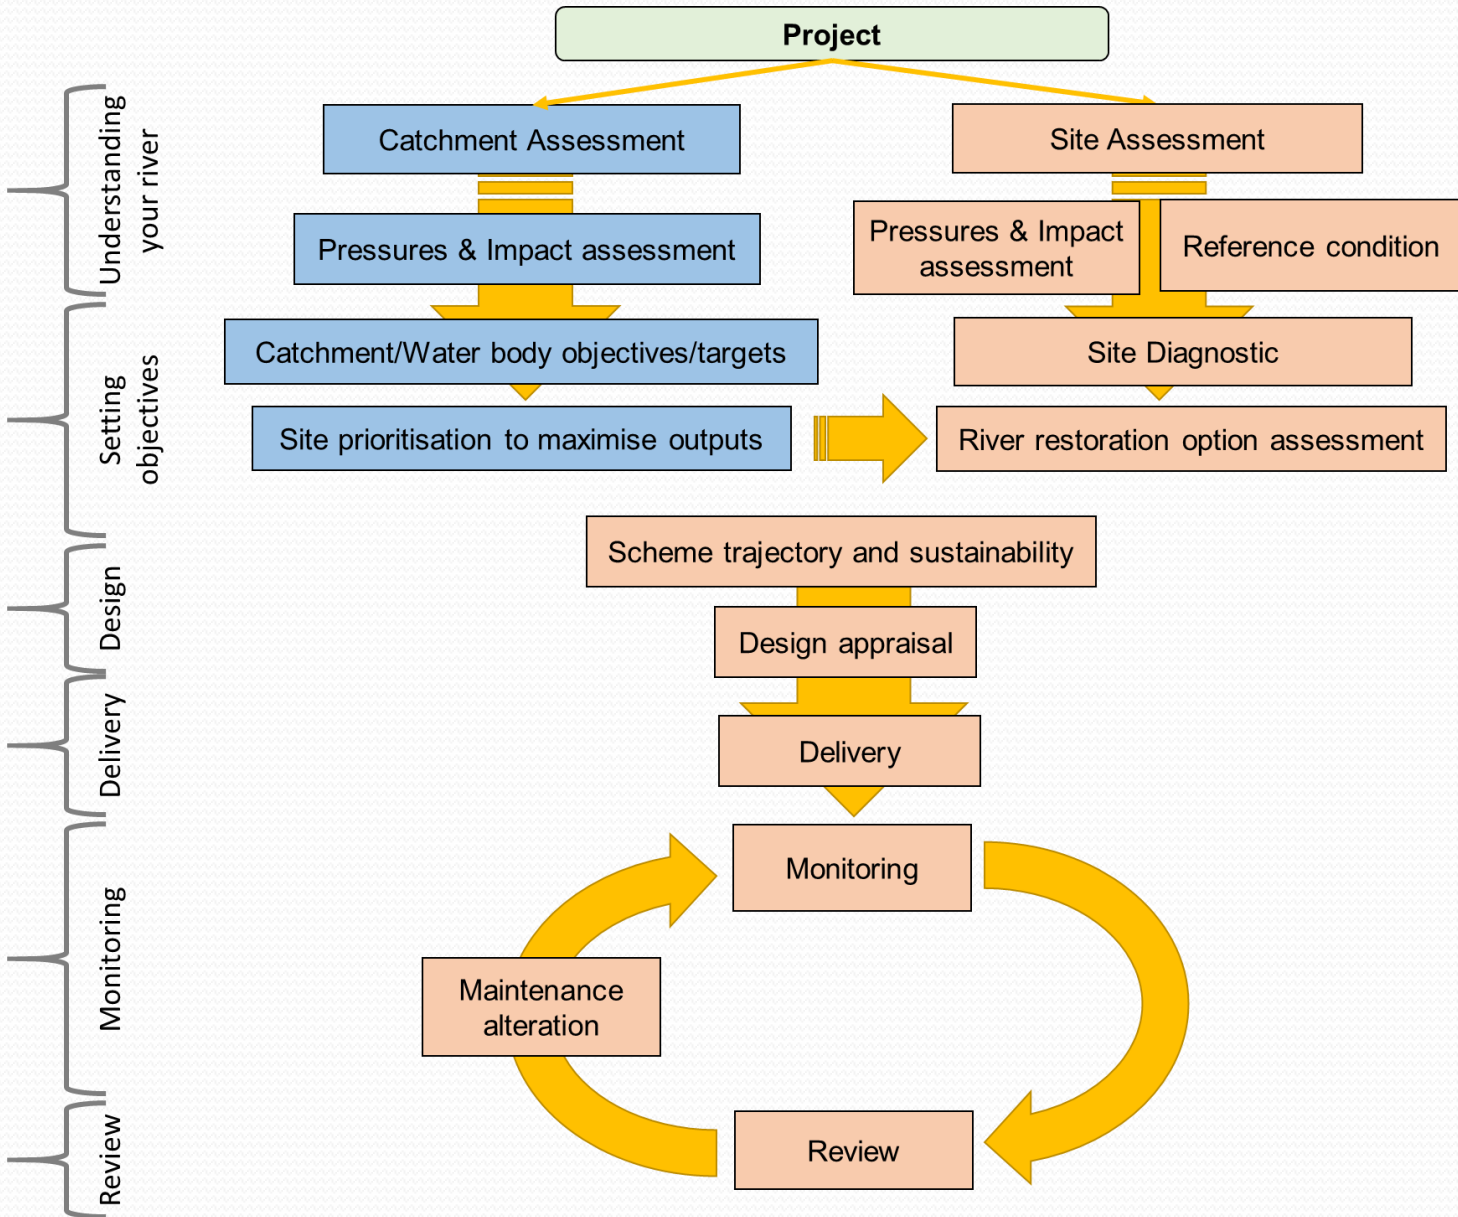 Project
Understanding
your river
Catchment Assessment
Site Assessment
Pressures & Impact assessment
Pressures & Impact
assessment
Reference condition
Setting
objectives
Catchment/Water body objectives/targets
Site Diagnostic
Site prioritisation to maximise outputs
River restoration option assessment
Design
Scheme trajectory and sustainability
Design appraisal
Delivery
Delivery
Monitoring
Monitoring
Maintenance
alteration
Review
Review